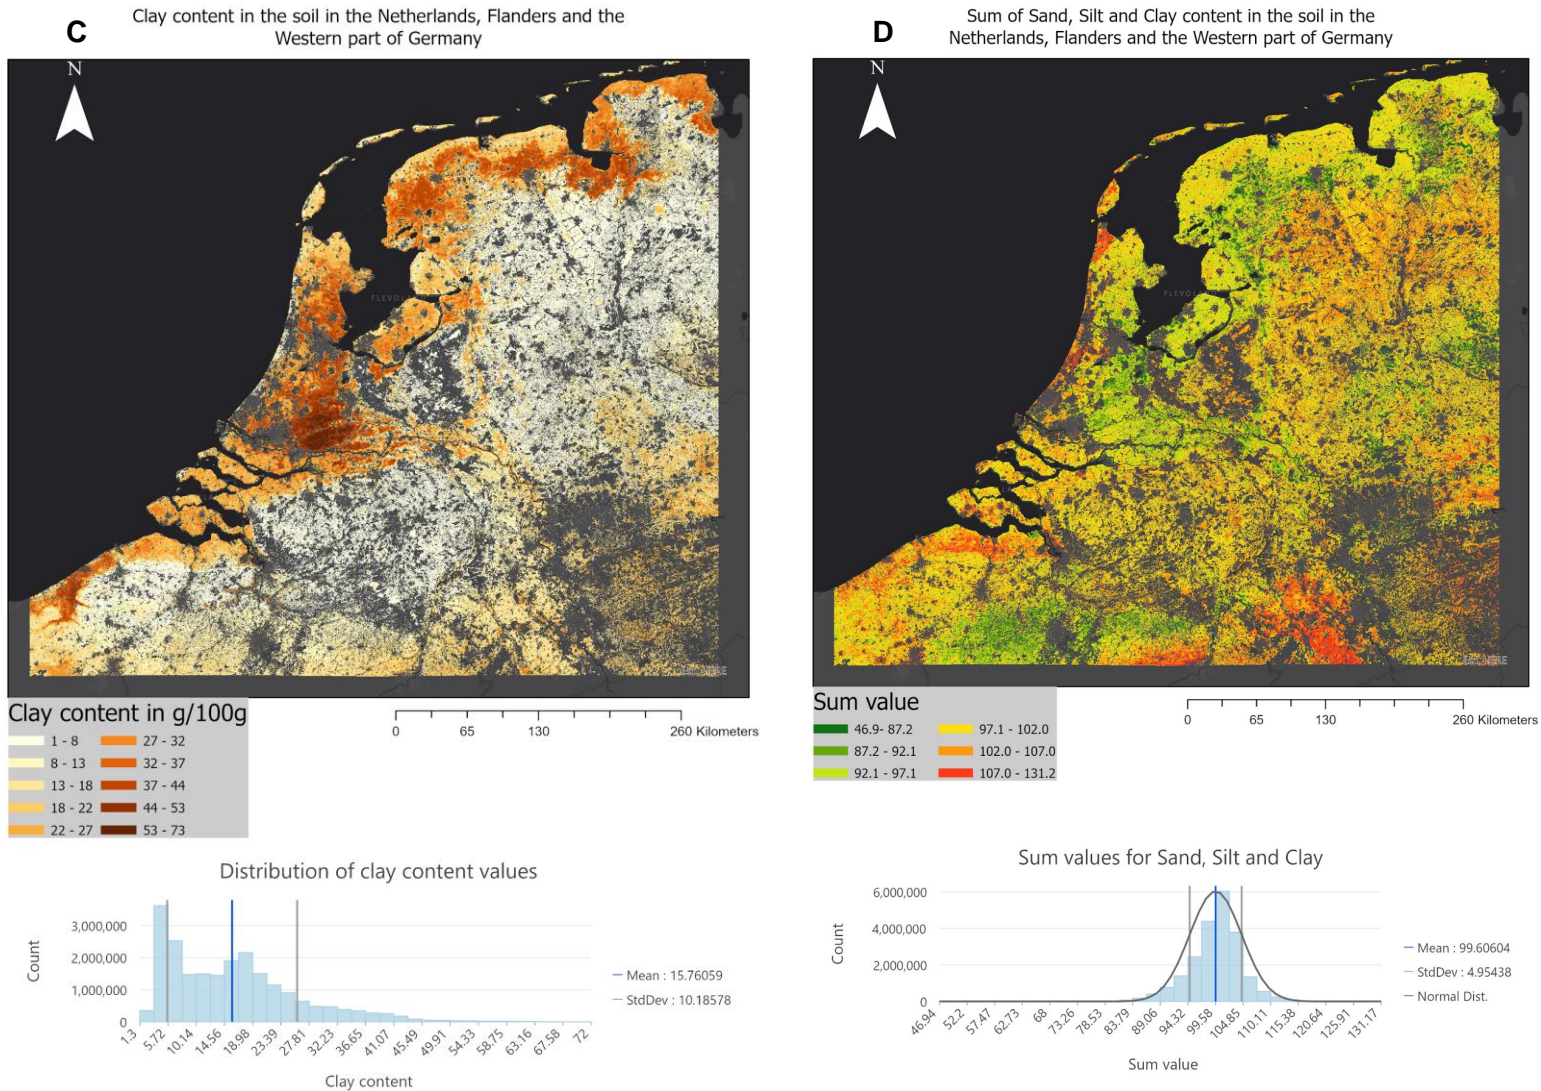 C
Clay content in the soil in the Netherlands, Flanders and the
Western part of Germany
N
FLEVOL
Clay content in g/100g
1 - 8
27 - 32
8 - 13
32 - 37
13 - 18
37 - 44
18 - 22
44 - 53
22 - 27
53 - 73
0 65 130 260 Kilometers
Distribution of clay content values
Count
3,000,000
2,000,000
1,000,000
0
1.3 5.72 10.14 14.56 18.98 23.39 27.81 32.23 36.65 41.07 45.49 49.91 54.33 58.75 63.16 67.58 72
Clay content
Mean : 15.76059
StdDev : 10.18578
D
Sum of Sand, Silt and Clay content in the soil in the
Netherlands, Flanders and the Western part of Germany
N
FLEVOL
Sum value
46.9- 87.2
97.1 - 102.0
87.2 - 92.1
102.0 - 107.0
92.1 - 97.1
107.0 - 131.2
0 65 130 260 Kilometers
Sum values for Sand, Silt and Clay
Count
6,000,000
4,000,000
2,000,000
0
46.94 52.2 57.47 62.73 68 73.26 78.53 83.79 89.06 94.32 99.58 104.85 110.11 115.38 120.64 125.91 131.17
Sum value
Mean : 99.60604
StdDev : 4.95438
Normal Dist.